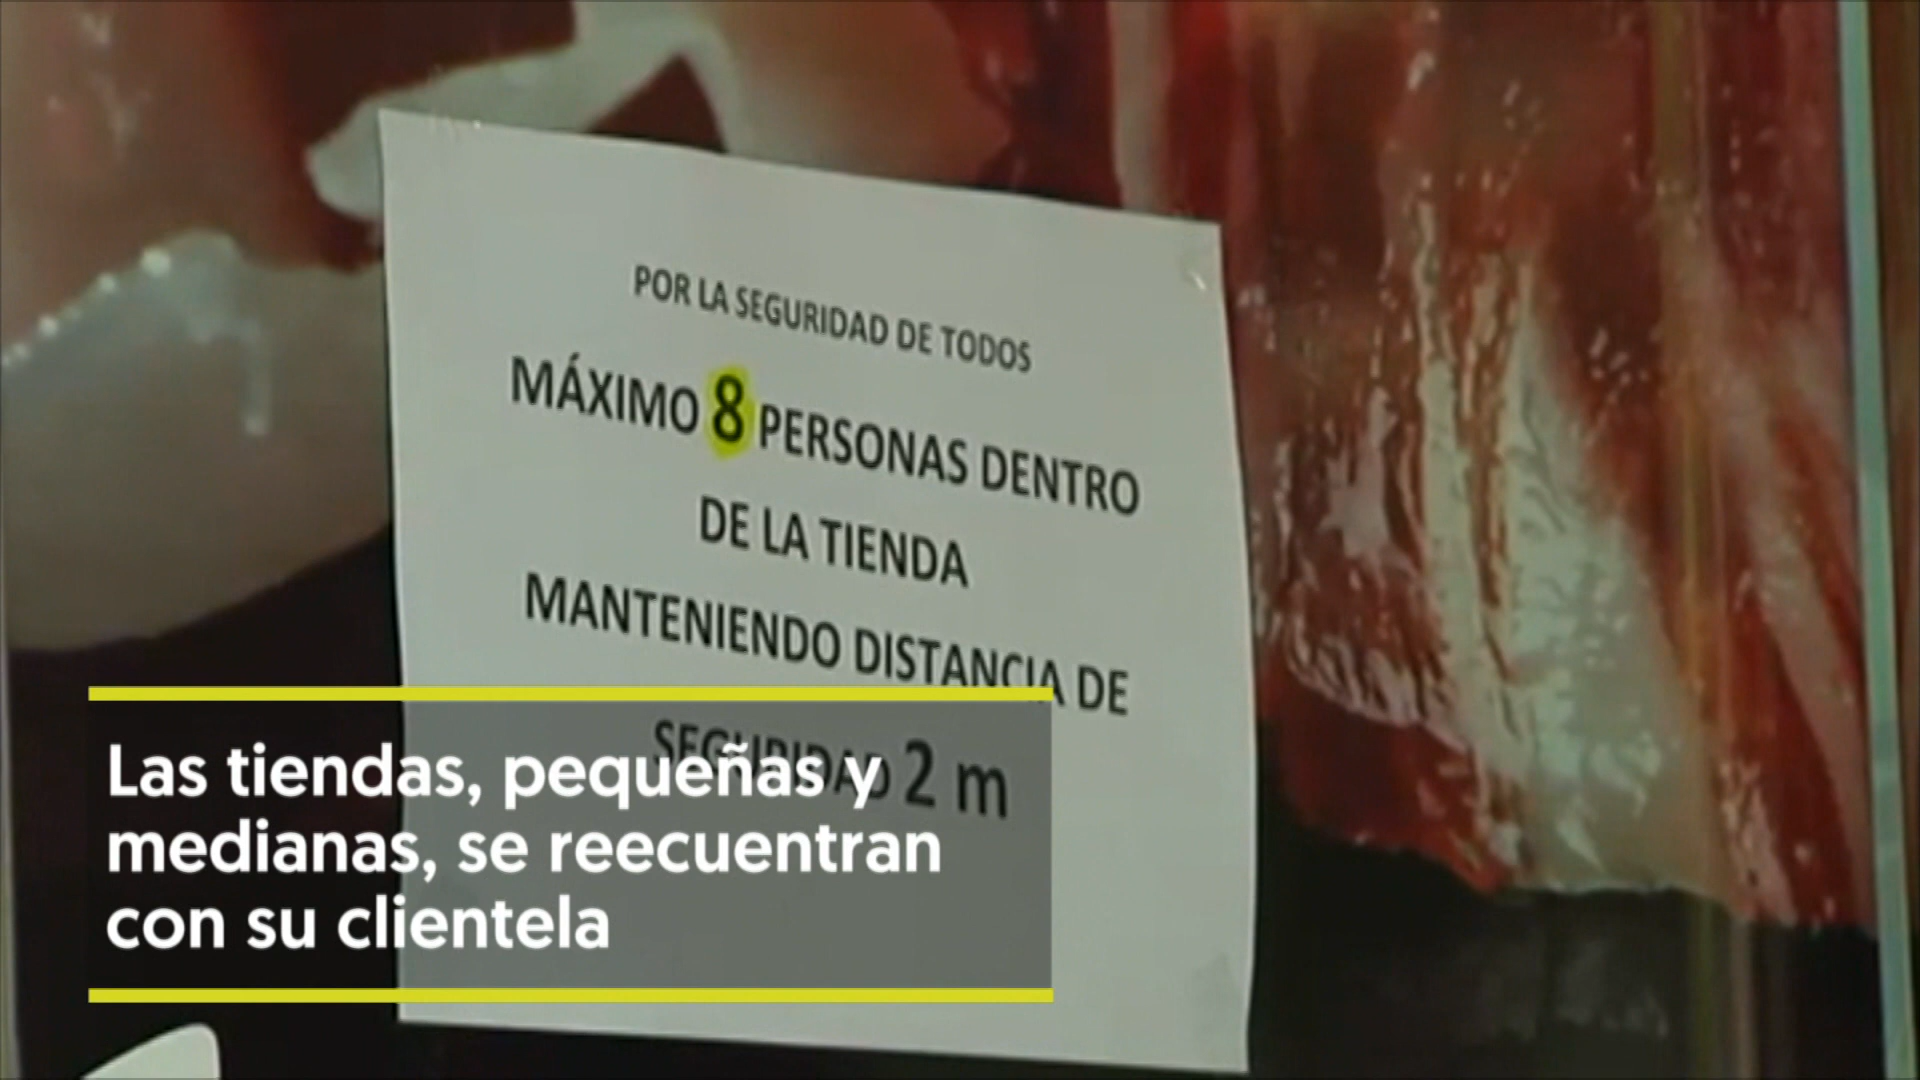 POR LA SEGURIDAD DE TODOS
MÁXIMO 8 PERSONAS DENTRO
DE LA TIENDA
MANTENIENDO DISTANCIA DE
SEGURIDAD 2 m
Las tiendas, pequeñas y
medianas, se reecuentran
con su clientela